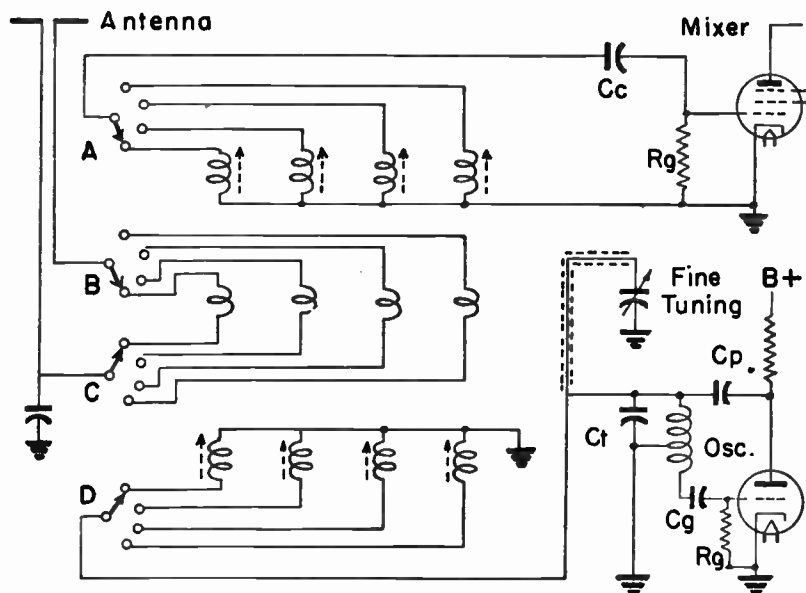 Antenna
Mixer
Cc
A
Rg
B
Fine
Tuning
B+
C
Cp
Ct
Osc.
D
Cg
Rg